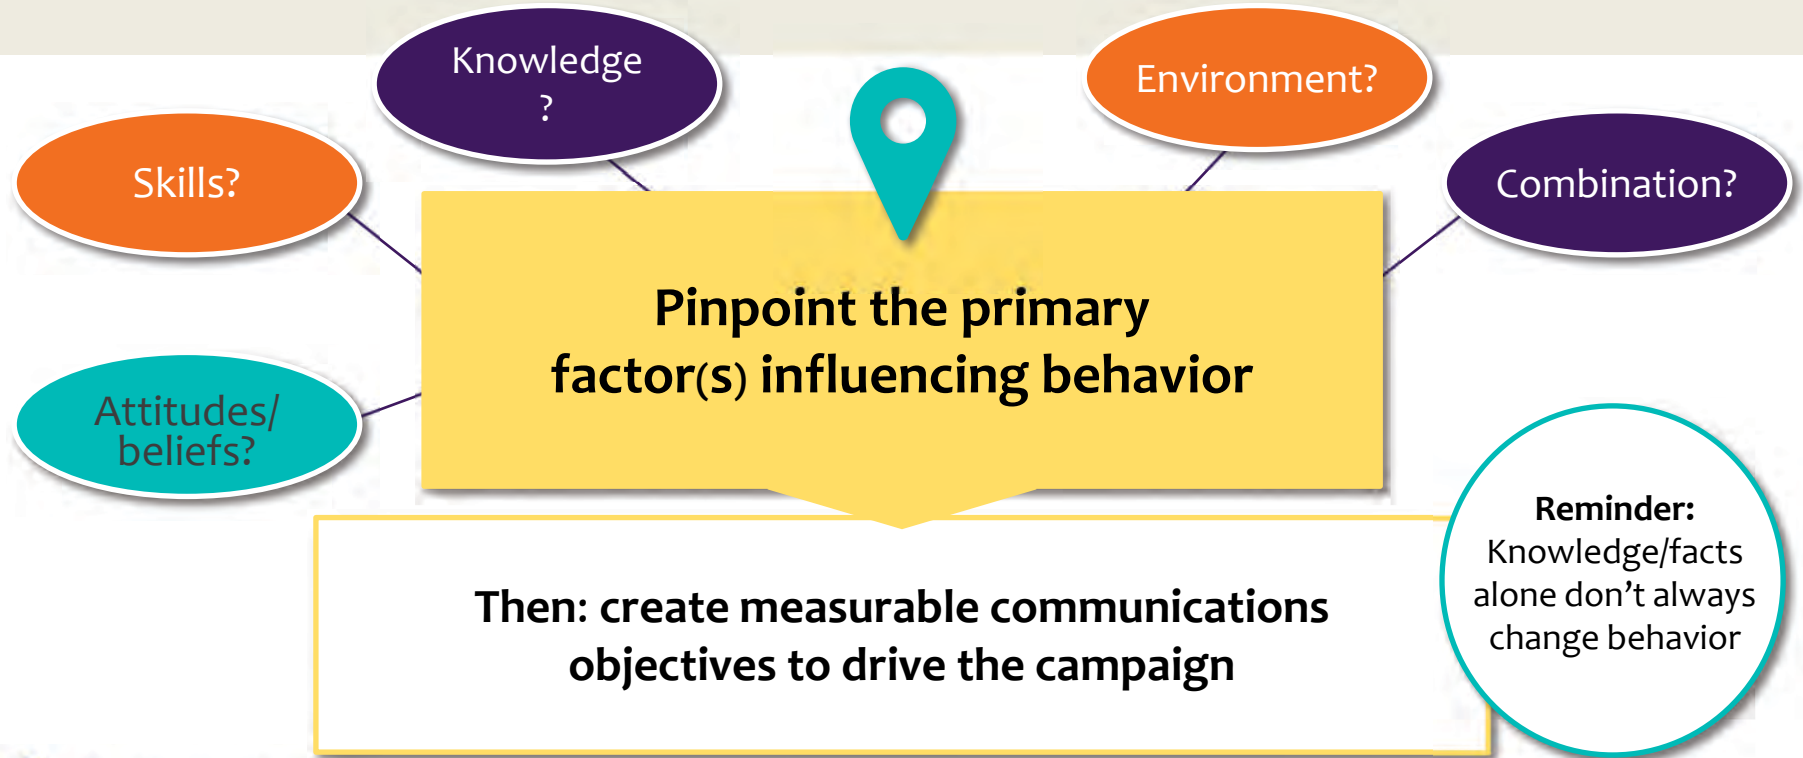 Knowledge
?
Environment?
Skills?
Combination?
Attitudes/
beliefs?
Pinpoint the primary
factor(s) influencing behavior
Then: create measurable communications
objectives to drive the campaign
Reminder:
Knowledge/facts
alone don’t always
change behavior